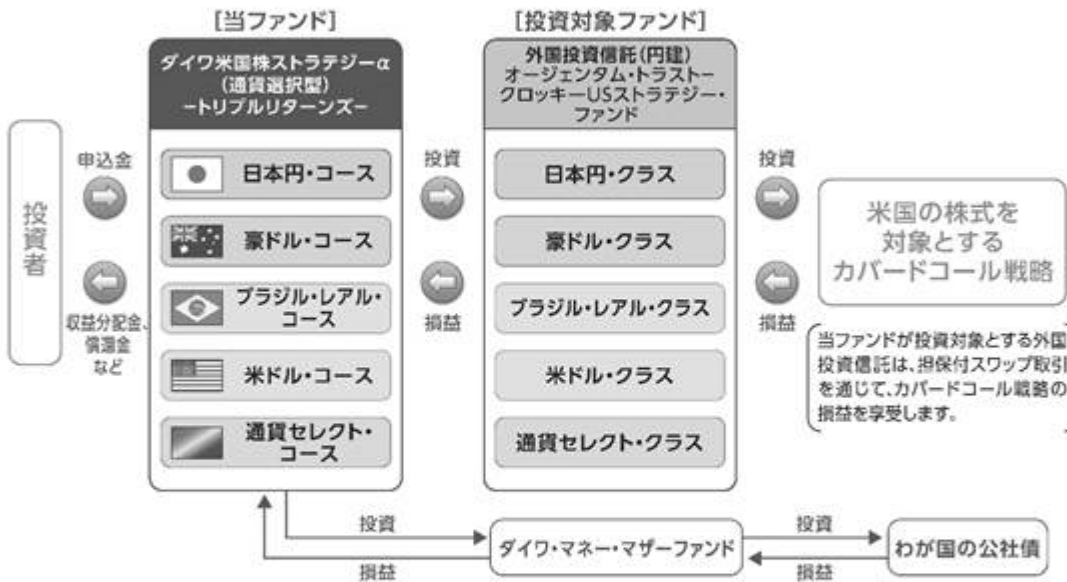 [当ファンド]
ダイワ米国株ストラテジーα
(通貨選択型)
－トリプルリターンズ－
日本円・コース
豪ドル・コース
ブラジル・レアル・
コース
米ドル・コース
通貨セレクト・
コース
[投資対象ファンド]
外国投資信託(円建)
オージェンタム・トラスト－
クロッキーUSストラテジー・
ファンド
日本円・クラス
豪ドル・クラス
ブラジル・レアル・クラス
米ドル・クラス
通貨セレクト・クラス
投資者
申込金
収益分配金、
償還金
など
投資
損益
投資
損益
米国の株式を
対象とする
カバードコール戦略
当ファンドが投資対象とする外国
投資信託は、担保付スワップ取引
を通じて、カバードコール戦略の
損益を享受します。
投資
損益
ダイワ・マネー・マザーファンド
投資
損益
わが国の公社債